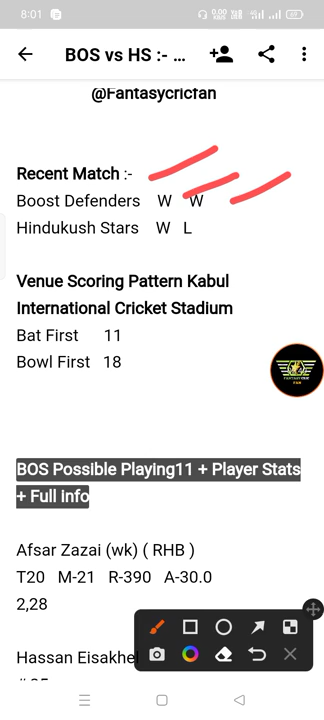 8:01
BOS vs HS :- ...
@Fantasycricfan
Recent Match :-
Boost Defenders W W
Hindukush Stars W L
Venue Scoring Pattern Kabul
International Cricket Stadium
Bat First 11
Bowl First 18
BOS Possible Playing11 + Player Stats
+ Full info
Afsar Zazai (wk) ( RHB )
T20 M-21 R-390 A-30.0
2,28